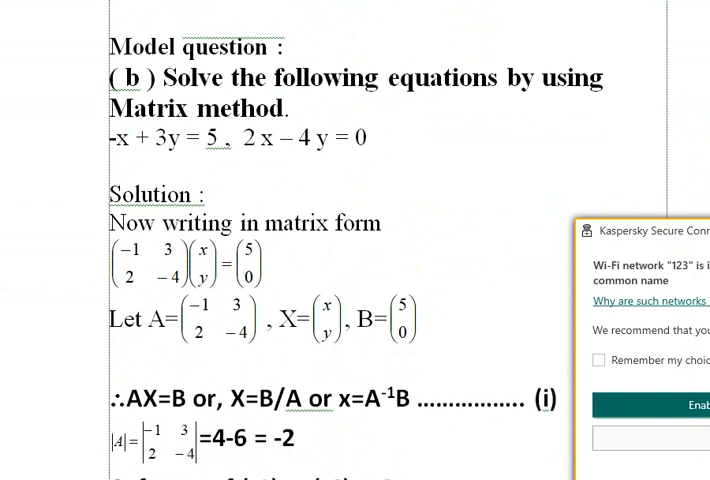 Model question :
( b ) Solve the following equations by using
Matrix method.
-x + 3y = 5 , 2 x – 4 y = 0
Solution :
Now writing in matrix form
(−1 3
2 −4)(x
y) = (5
0)
Let A=(−1 3
2 −4) , X=(x
y), B=(5
0)
∴AX=B or, X=B/A or x=A⁻¹B ................. (i)
|A|=|−1 3
2 −4|=4-6 = -2
Kaspersky Secure Conn
Wi-Fi network "123" is i
common name
Why are such networks
We recommend that you
Remember my choic
Enab